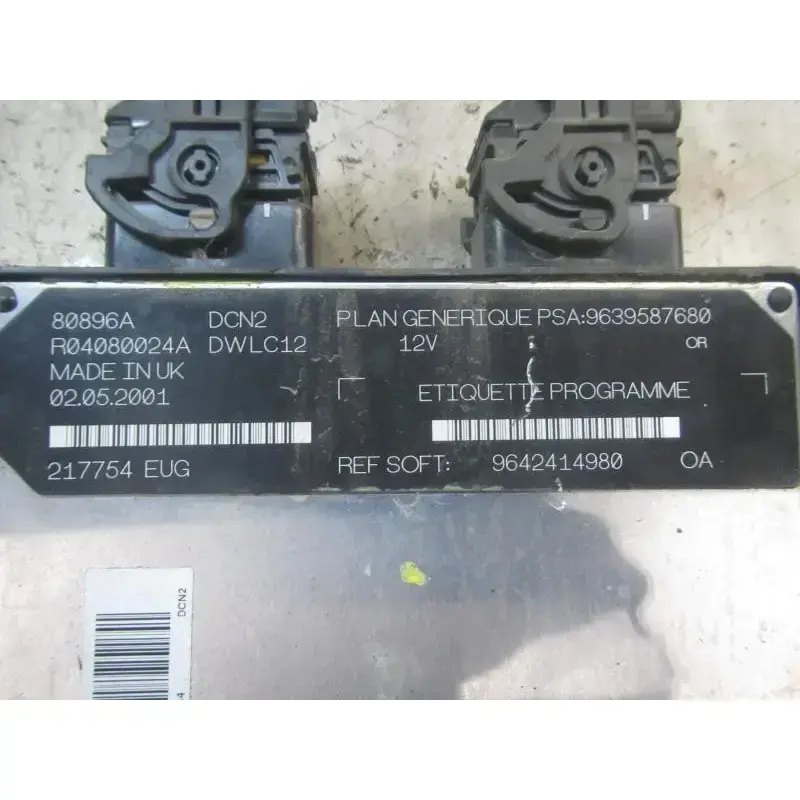 80896A DCN2 PLAN GENERIQUE PSA:9639587680
R04080024A DWLC12 12V OR
MADE IN UK
02.05.2001 ETIQUETTE PROGRAMME
217754 EUG REF SOFT: 9642414980 OA
DCN2